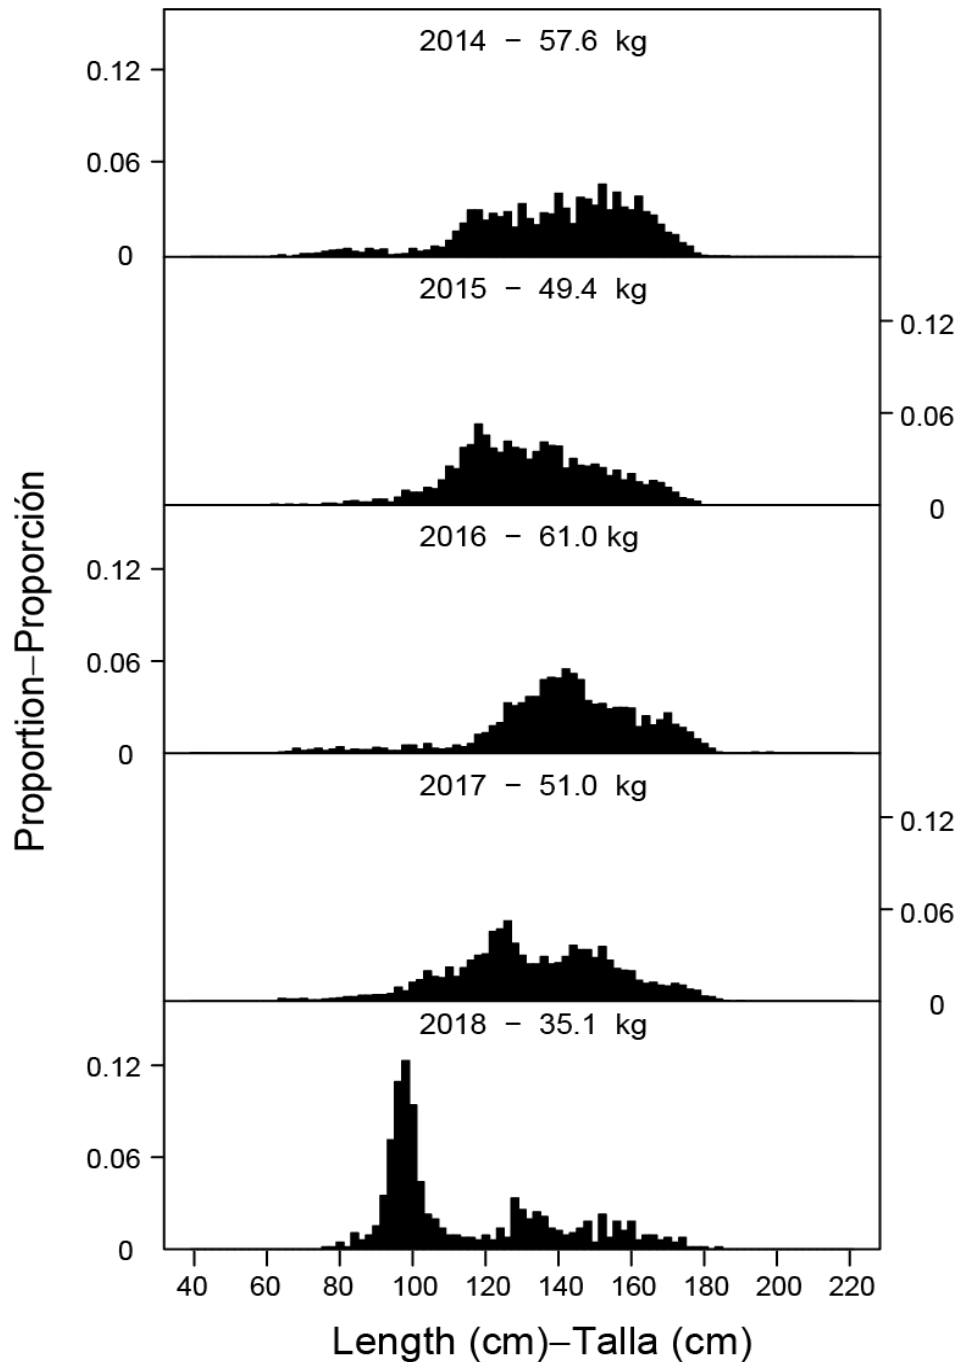 2014 – 57.6 kg
0.12
0.06
0
2015 – 49.4 kg
0.12
0.06
0
2016 – 61.0 kg
0.12
0.06
0
2017 – 51.0 kg
0.12
0.06
0
2018 – 35.1 kg
0.12
0.06
0
40 60 80 100 120 140 160 180 200 220
Length (cm)–Talla (cm)
Proportion–Proporción